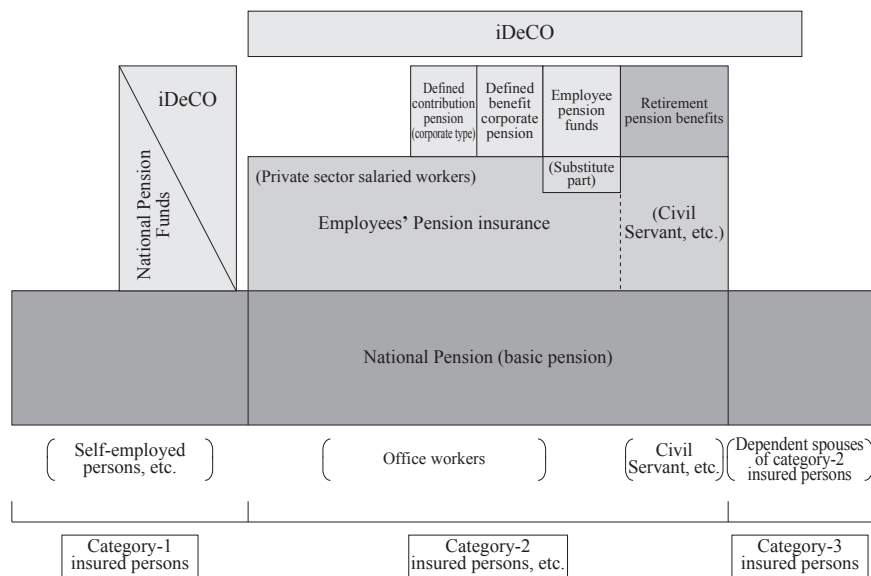 iDeCO
iDeCO
National Pension
Funds
Defined
contribution
pension
(corporate type)
Defined
benefit
corporate
pension
Employee
pension
funds
Retirement
pension benefits
(Private sector salaried workers)
(Substitute
part)
Employees’ Pension insurance
(Civil
Servant, etc.)
National Pension (basic pension)
Self-employed
persons, etc.
Office workers
Civil
Servant, etc.
Dependent spouses
of category-2
insured persons
Category-1
insured persons
Category-2
insured persons, etc.
Category-3
insured persons